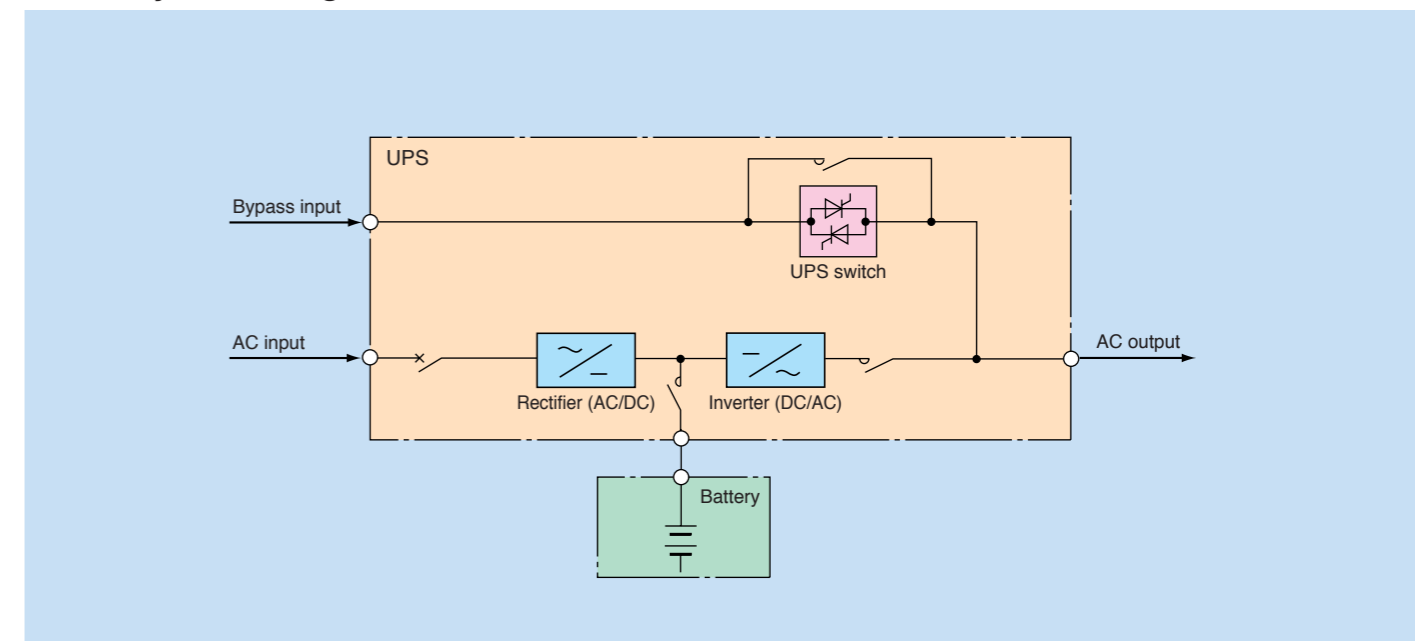 UPS
Bypass input
UPS switch
AC input
AC output
Rectifier (AC/DC)
Inverter (DC/AC)
Battery